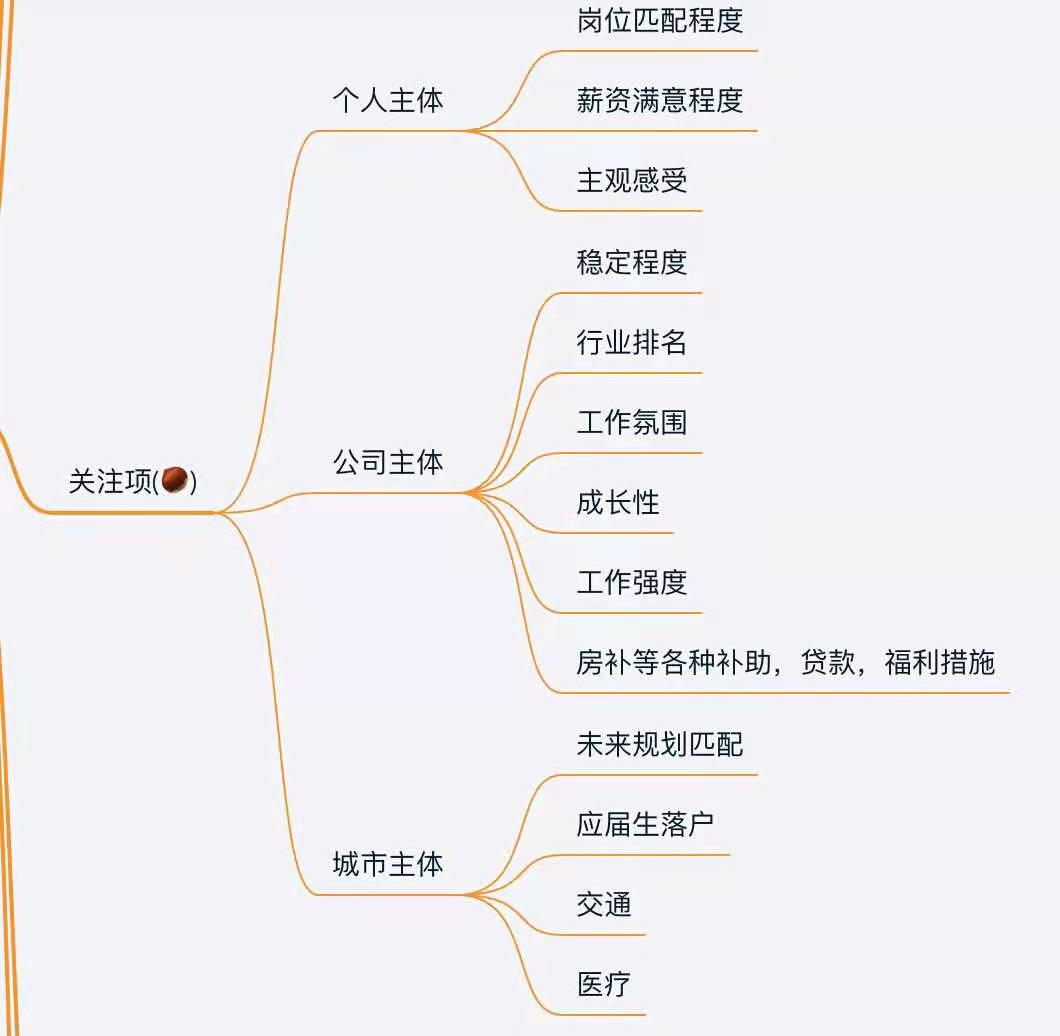 岗位匹配程度
个人主体
薪资满意程度
主观感受
稳定程度
行业排名
工作氛围
公司主体
关注项(🌰)
成长性
工作强度
房补等各种补助，贷款，福利措施
未来规划匹配
应届生落户
城市主体
交通
医疗